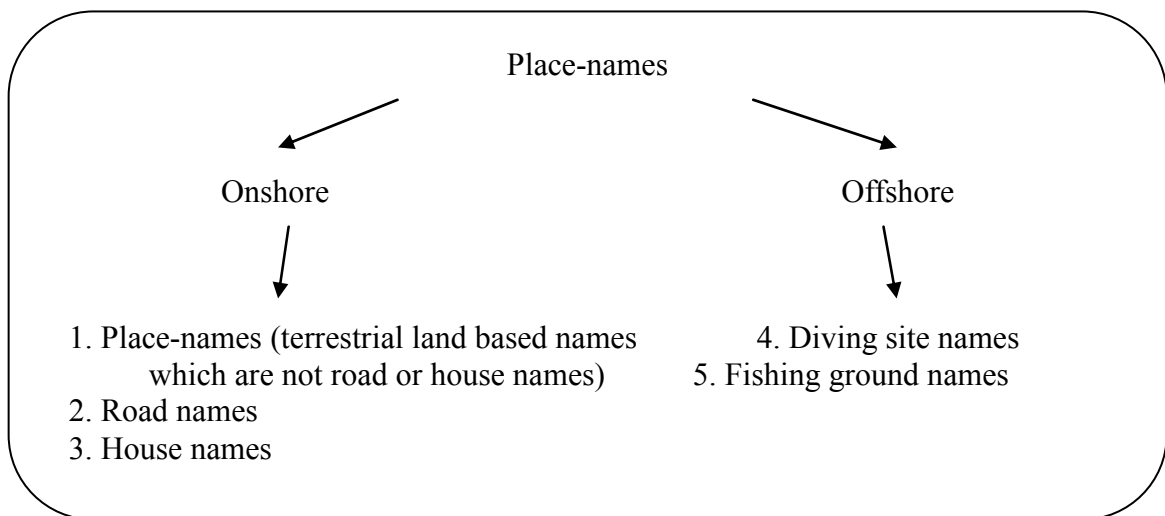 Place-names
Onshore
Offshore
1. Place-names (terrestrial land based names
which are not road or house names)
2. Road names
3. House names
4. Diving site names
5. Fishing ground names